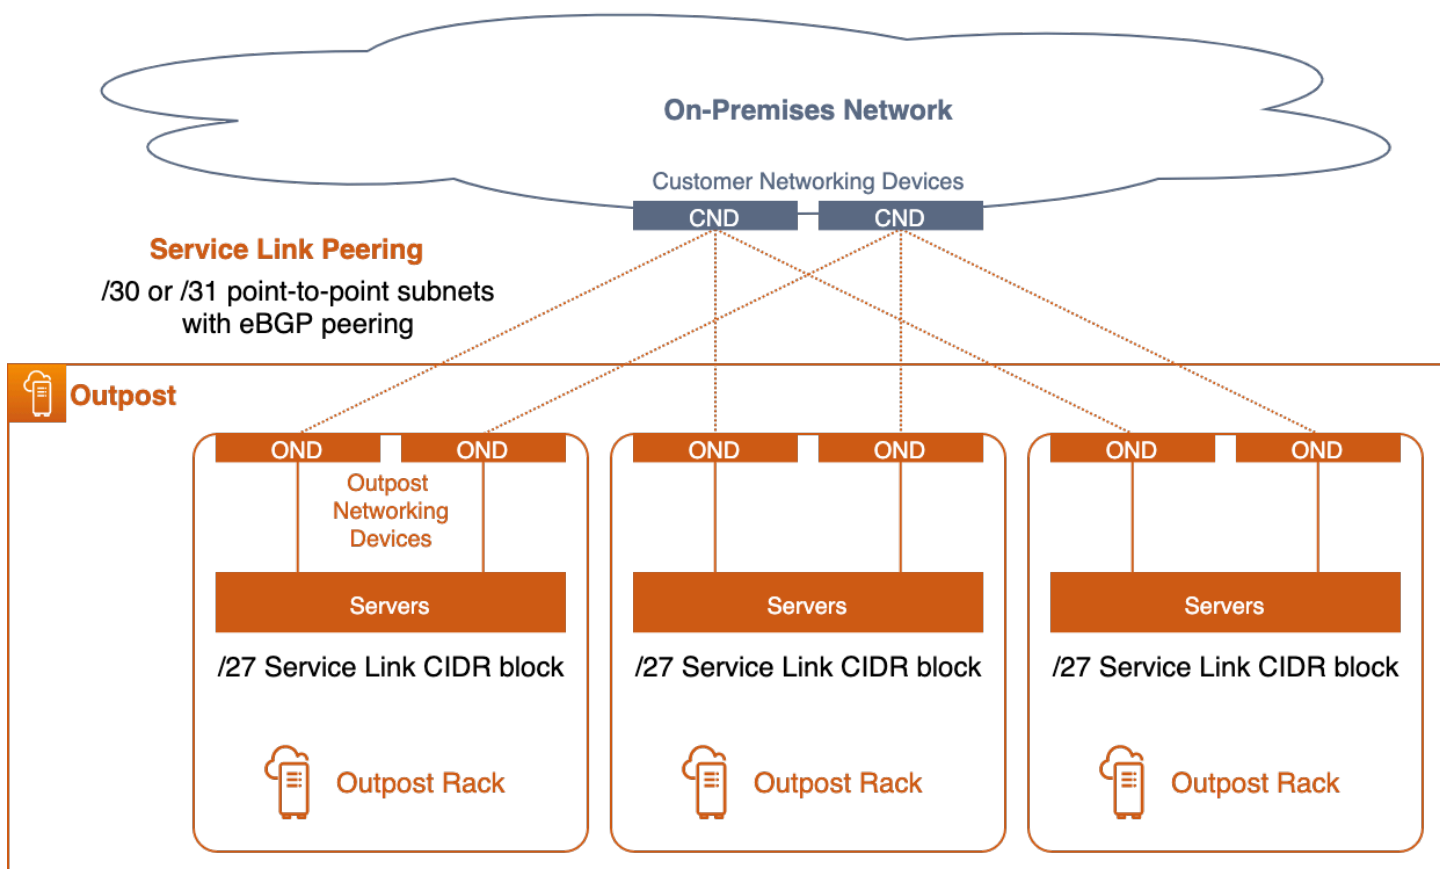 On-Premises Network
Customer Networking Devices
CND
CND
Service Link Peering
/30 or /31 point-to-point subnets
with eBGP peering
Outpost
OND
OND
OND
OND
OND
OND
Outpost
Networking
Devices
Servers
Servers
Servers
/27 Service Link CIDR block
/27 Service Link CIDR block
/27 Service Link CIDR block
Outpost Rack
Outpost Rack
Outpost Rack